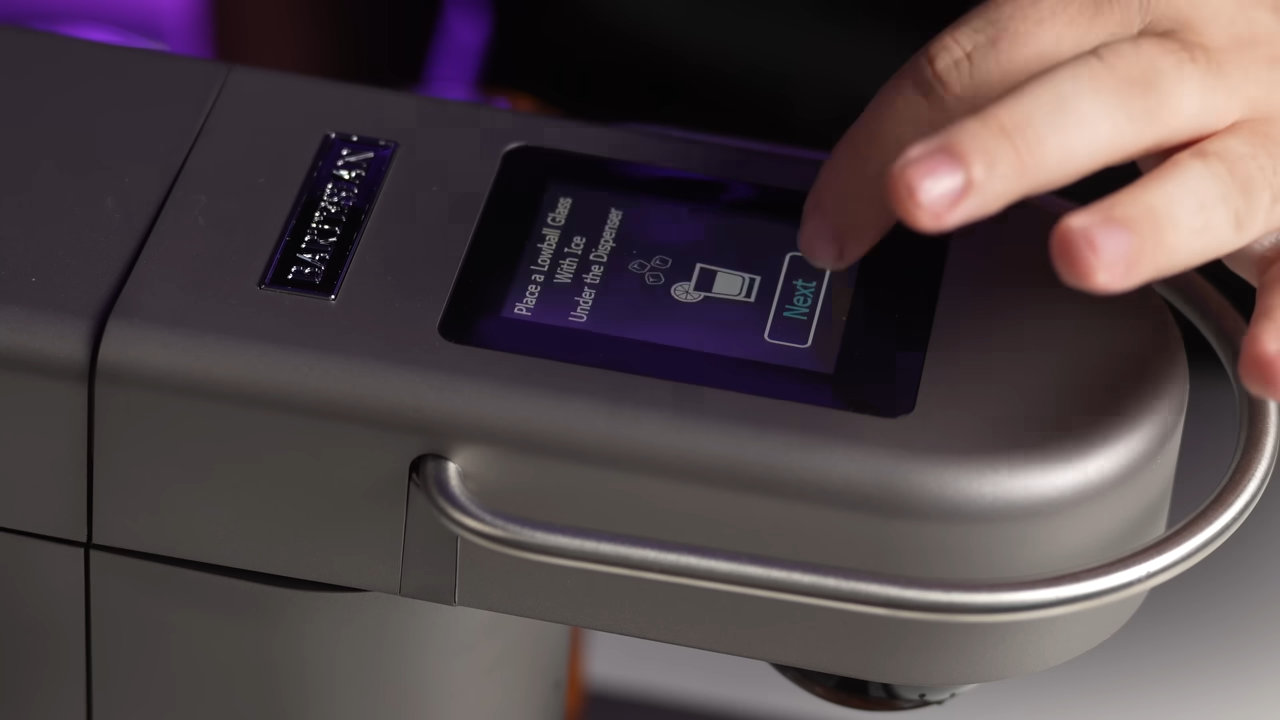 BARTESIAN
Place a Lowball Glass
With Ice
Under the Dispenser
Next